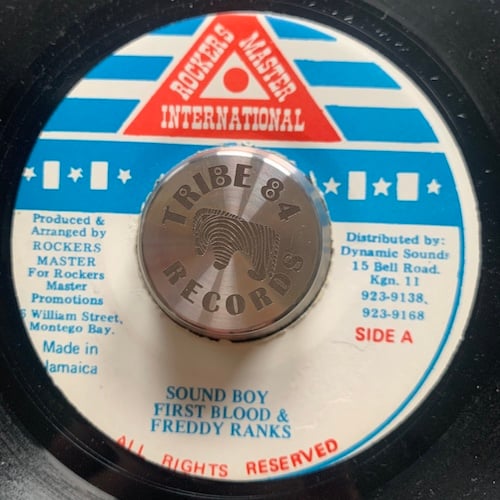 ROCKERS MASTER
INTERNATIONAL
TRIBE 84
RECORDS
Produced &
Arranged by
ROCKERS
MASTER
For Rockers
Master
Promotions
William Street,
Montego Bay.
Made in
Jamaica
Distributed by:
Dynamic Sounds
15 Bell Road.
Kgn. 11
923-9138,
923-9168
SIDE A
SOUND BOY
FIRST BLOOD &
FREDDY RANKS
ALL RIGHTS RESERVED